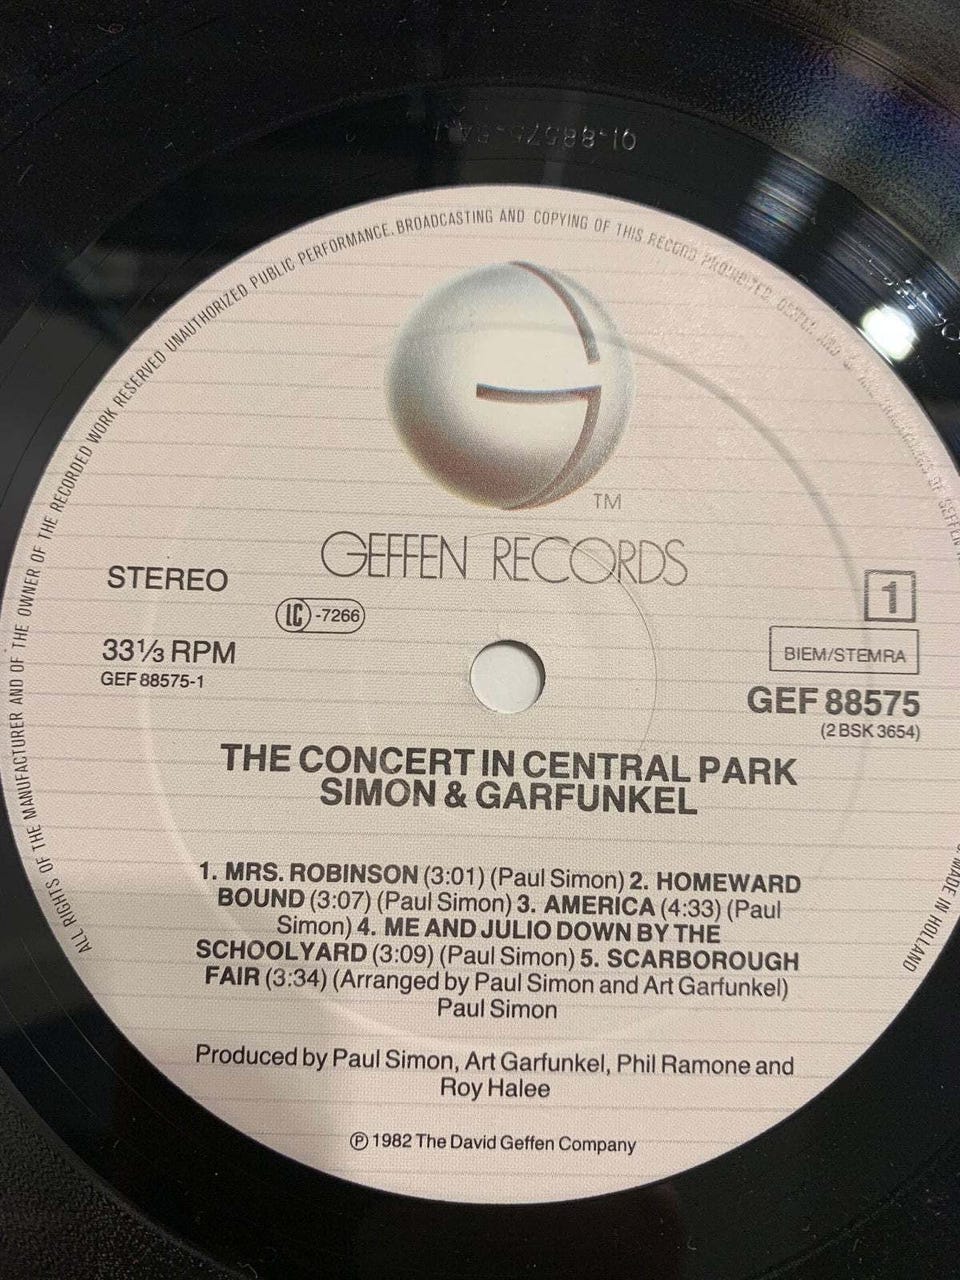 ALL RIGHTS OF THE MANUFACTURER AND OF THE OWNER OF THE RECORDED WORK RESERVED UNAUTHORIZED PUBLIC PERFORMANCE. BROADCASTING AND COPYING OF THIS RECORD PROHIBITED. MADE IN HOLLAND
TM
GEFFEN RECORDS
STEREO
LC -7266
1
33⅓ RPM
BIEM/STEMRA
GEF 88575-1
GEF 88575
(2 BSK 3654)
THE CONCERT IN CENTRAL PARK
SIMON & GARFUNKEL
1. MRS. ROBINSON (3:01) (Paul Simon) 2. HOMEWARD
BOUND (3:07) (Paul Simon) 3. AMERICA (4:33) (Paul
Simon) 4. ME AND JULIO DOWN BY THE
SCHOOLYARD (3:09) (Paul Simon) 5. SCARBOROUGH
FAIR (3:34) (Arranged by Paul Simon and Art Garfunkel)
Paul Simon
Produced by Paul Simon, Art Garfunkel, Phil Ramone and
Roy Halee
℗ 1982 The David Geffen Company